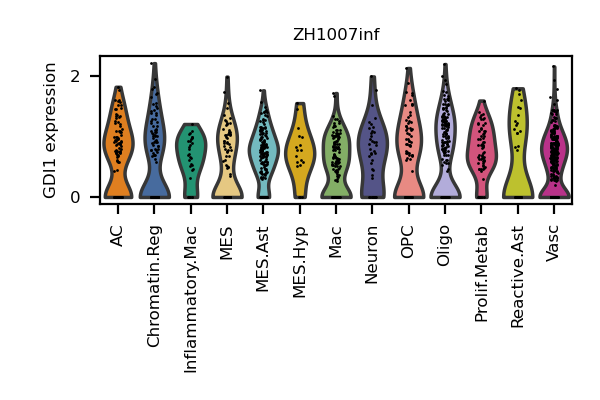 ZH1007inf
GDI1 expression
2
0
AC
Chromatin.Reg
Inflammatory.Mac
MES
MES.Ast
MES.Hyp
Mac
Neuron
OPC
Oligo
Prolif.Metab
Reactive.Ast
Vasc